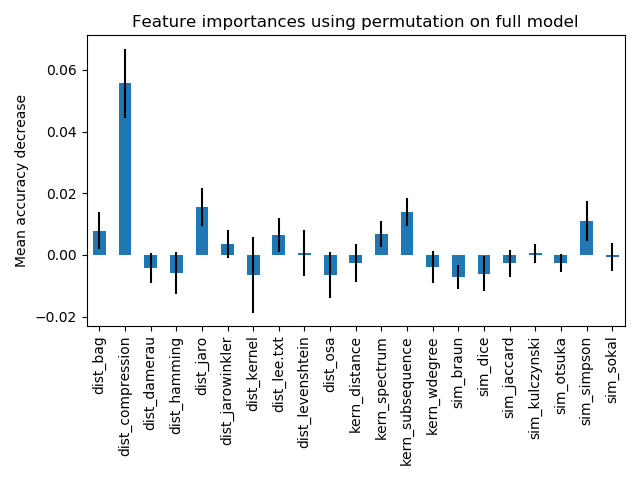 Feature importances using permutation on full model
Mean accuracy decrease
0.06
0.04
0.02
0.00
−0.02
dist_bag
dist_compression
dist_damerau
dist_hamming
dist_jaro
dist_jarowinkler
dist_kernel
dist_lee.txt
dist_levenshtein
dist_osa
kern_distance
kern_spectrum
kern_subsequence
kern_wdegree
sim_braun
sim_dice
sim_jaccard
sim_kulczynski
sim_otsuka
sim_simpson
sim_sokal